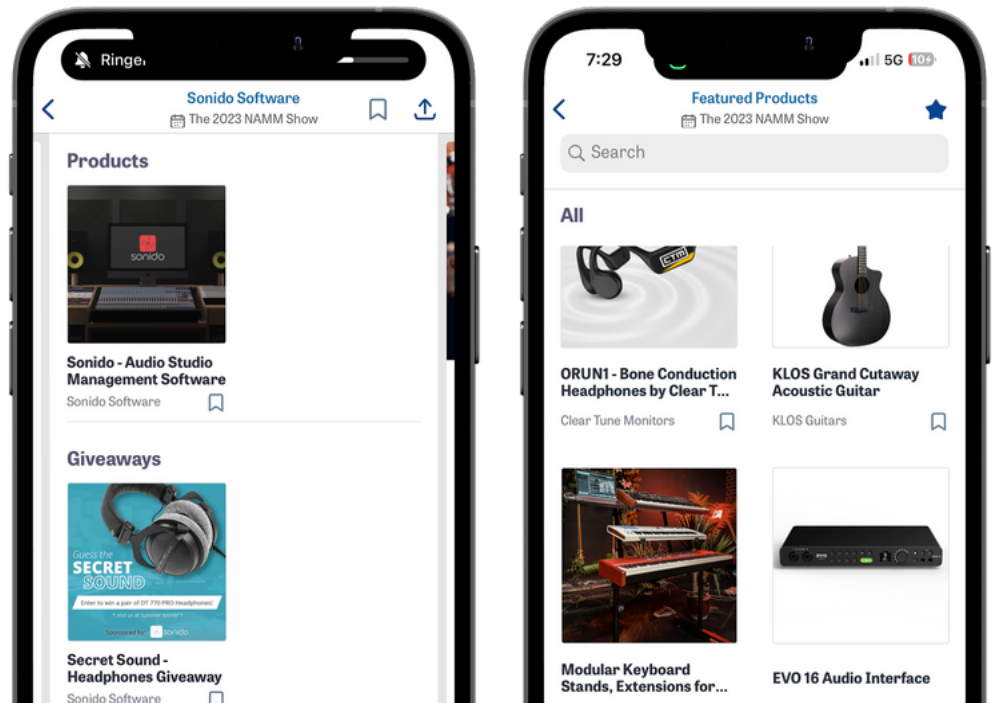 Ringe
Sonido Software
The 2023 NAMM Show
Products
sonido
Sonido - Audio Studio
Management Software
Sonido Software
Giveaways
Guess the
SECRET
SOUND
Enter to win a pair of DT 770 PRO Headphones!
Sponsored by: sonido
Secret Sound -
Headphones Giveaway
Sonido Software
7:29
5G
10
Featured Products
The 2023 NAMM Show
Search
All
CTM
ORUN1 - Bone Conduction
Headphones by Clear T...
Clear Tune Monitors
KLOS Grand Cutaway
Acoustic Guitar
KLOS Guitars
EVO
Modular Keyboard
Stands, Extensions for...
EVO 16 Audio Interface